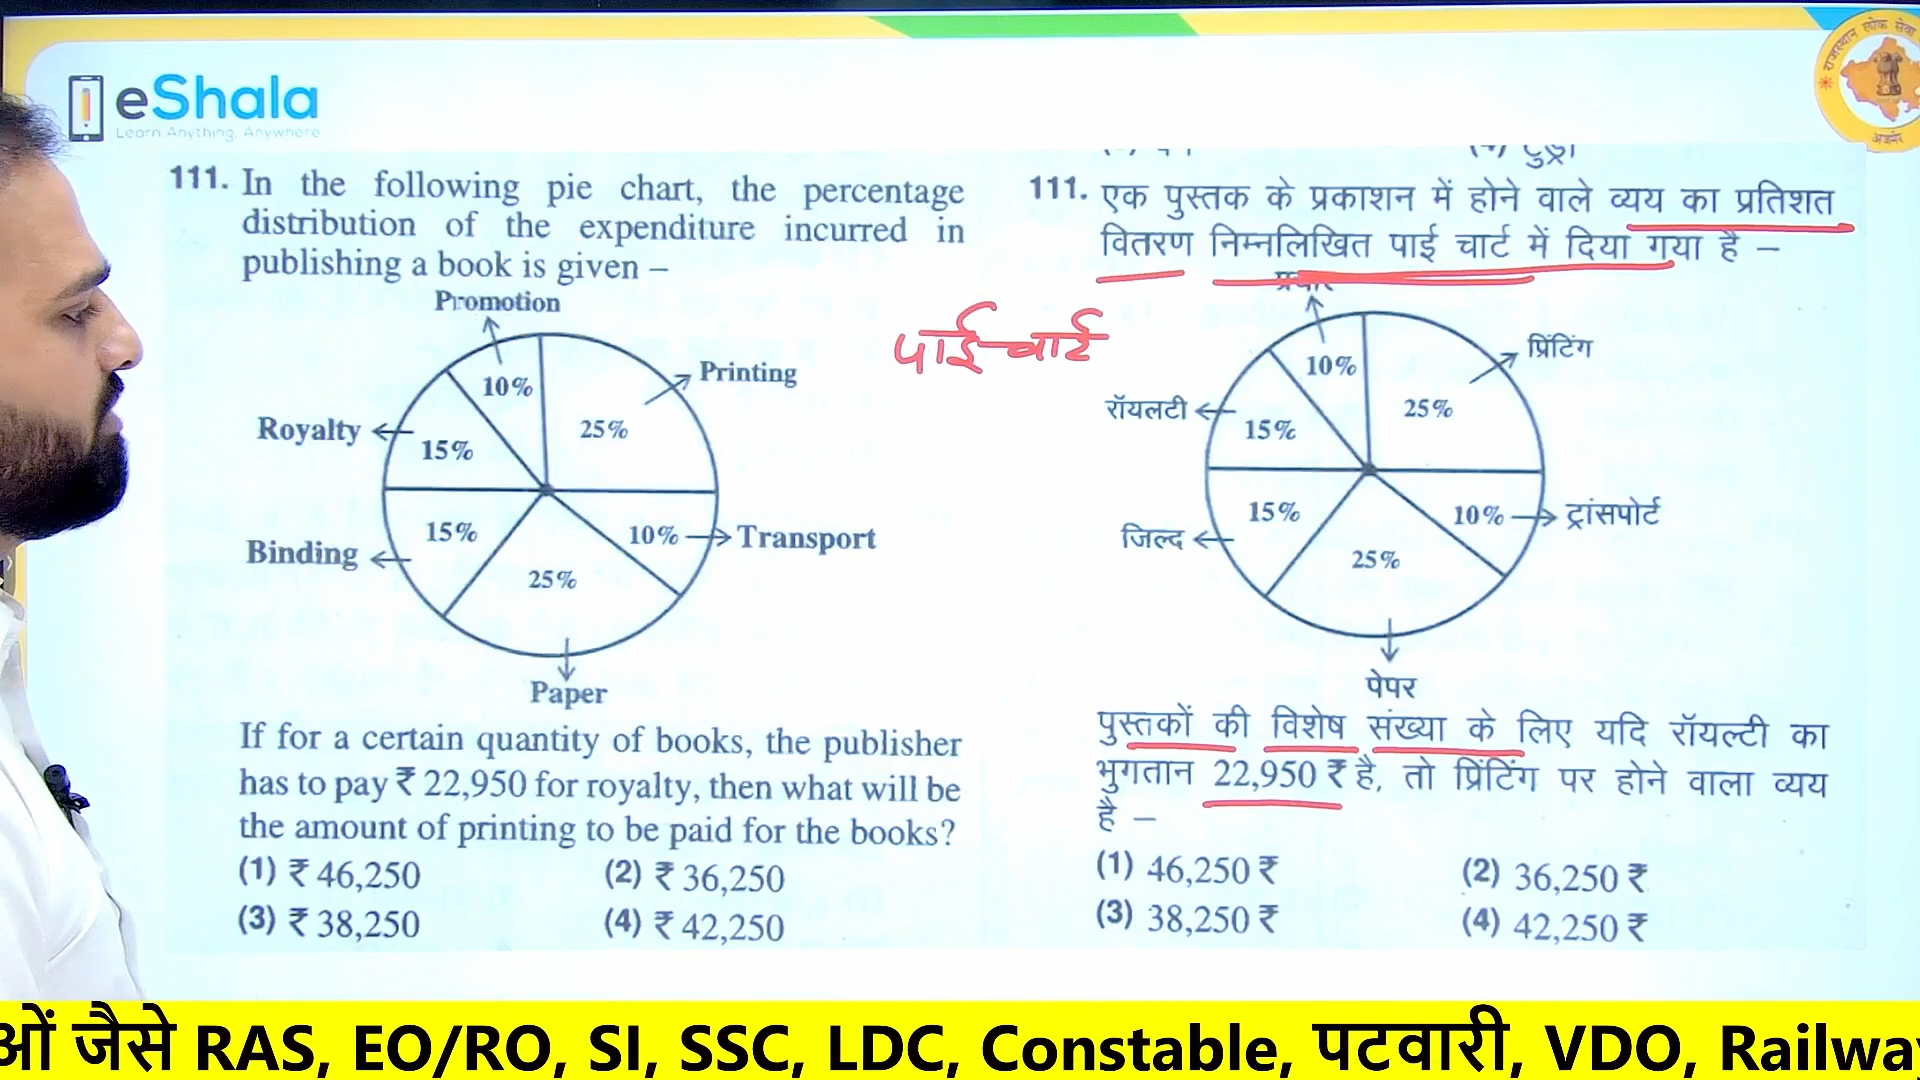 eShala
Learn Anything, Anywhere
राजस्थान लोक सेवा
अजमेर
111. In the following pie chart, the percentage
distribution of the expenditure incurred in
publishing a book is given –
Promotion
10%
Printing
25%
Royalty
15%
Binding
15%
10%
Transport
25%
Paper
If for a certain quantity of books, the publisher
has to pay ₹ 22,950 for royalty, then what will be
the amount of printing to be paid for the books?
(1) ₹ 46,250 (2) ₹ 36,250
(3) ₹ 38,250 (4) ₹ 42,250
पाई चार्ट
111. एक पुस्तक के प्रकाशन में होने वाले व्यय का प्रतिशत
वितरण निम्नलिखित पाई चार्ट में दिया गया है –
10%
प्रिंटिंग
25%
रॉयलटी
15%
जिल्द
15%
10%
ट्रांसपोर्ट
25%
पेपर
पुस्तकों की विशेष संख्या के लिए यदि रॉयल्टी का
भुगतान 22,950 ₹ है, तो प्रिंटिंग पर होने वाला व्यय
है –
(1) 46,250 ₹ (2) 36,250 ₹
(3) 38,250 ₹ (4) 42,250 ₹
ओं जैसे RAS, EO/RO, SI, SSC, LDC, Constable, पटवारी, VDO, Railway